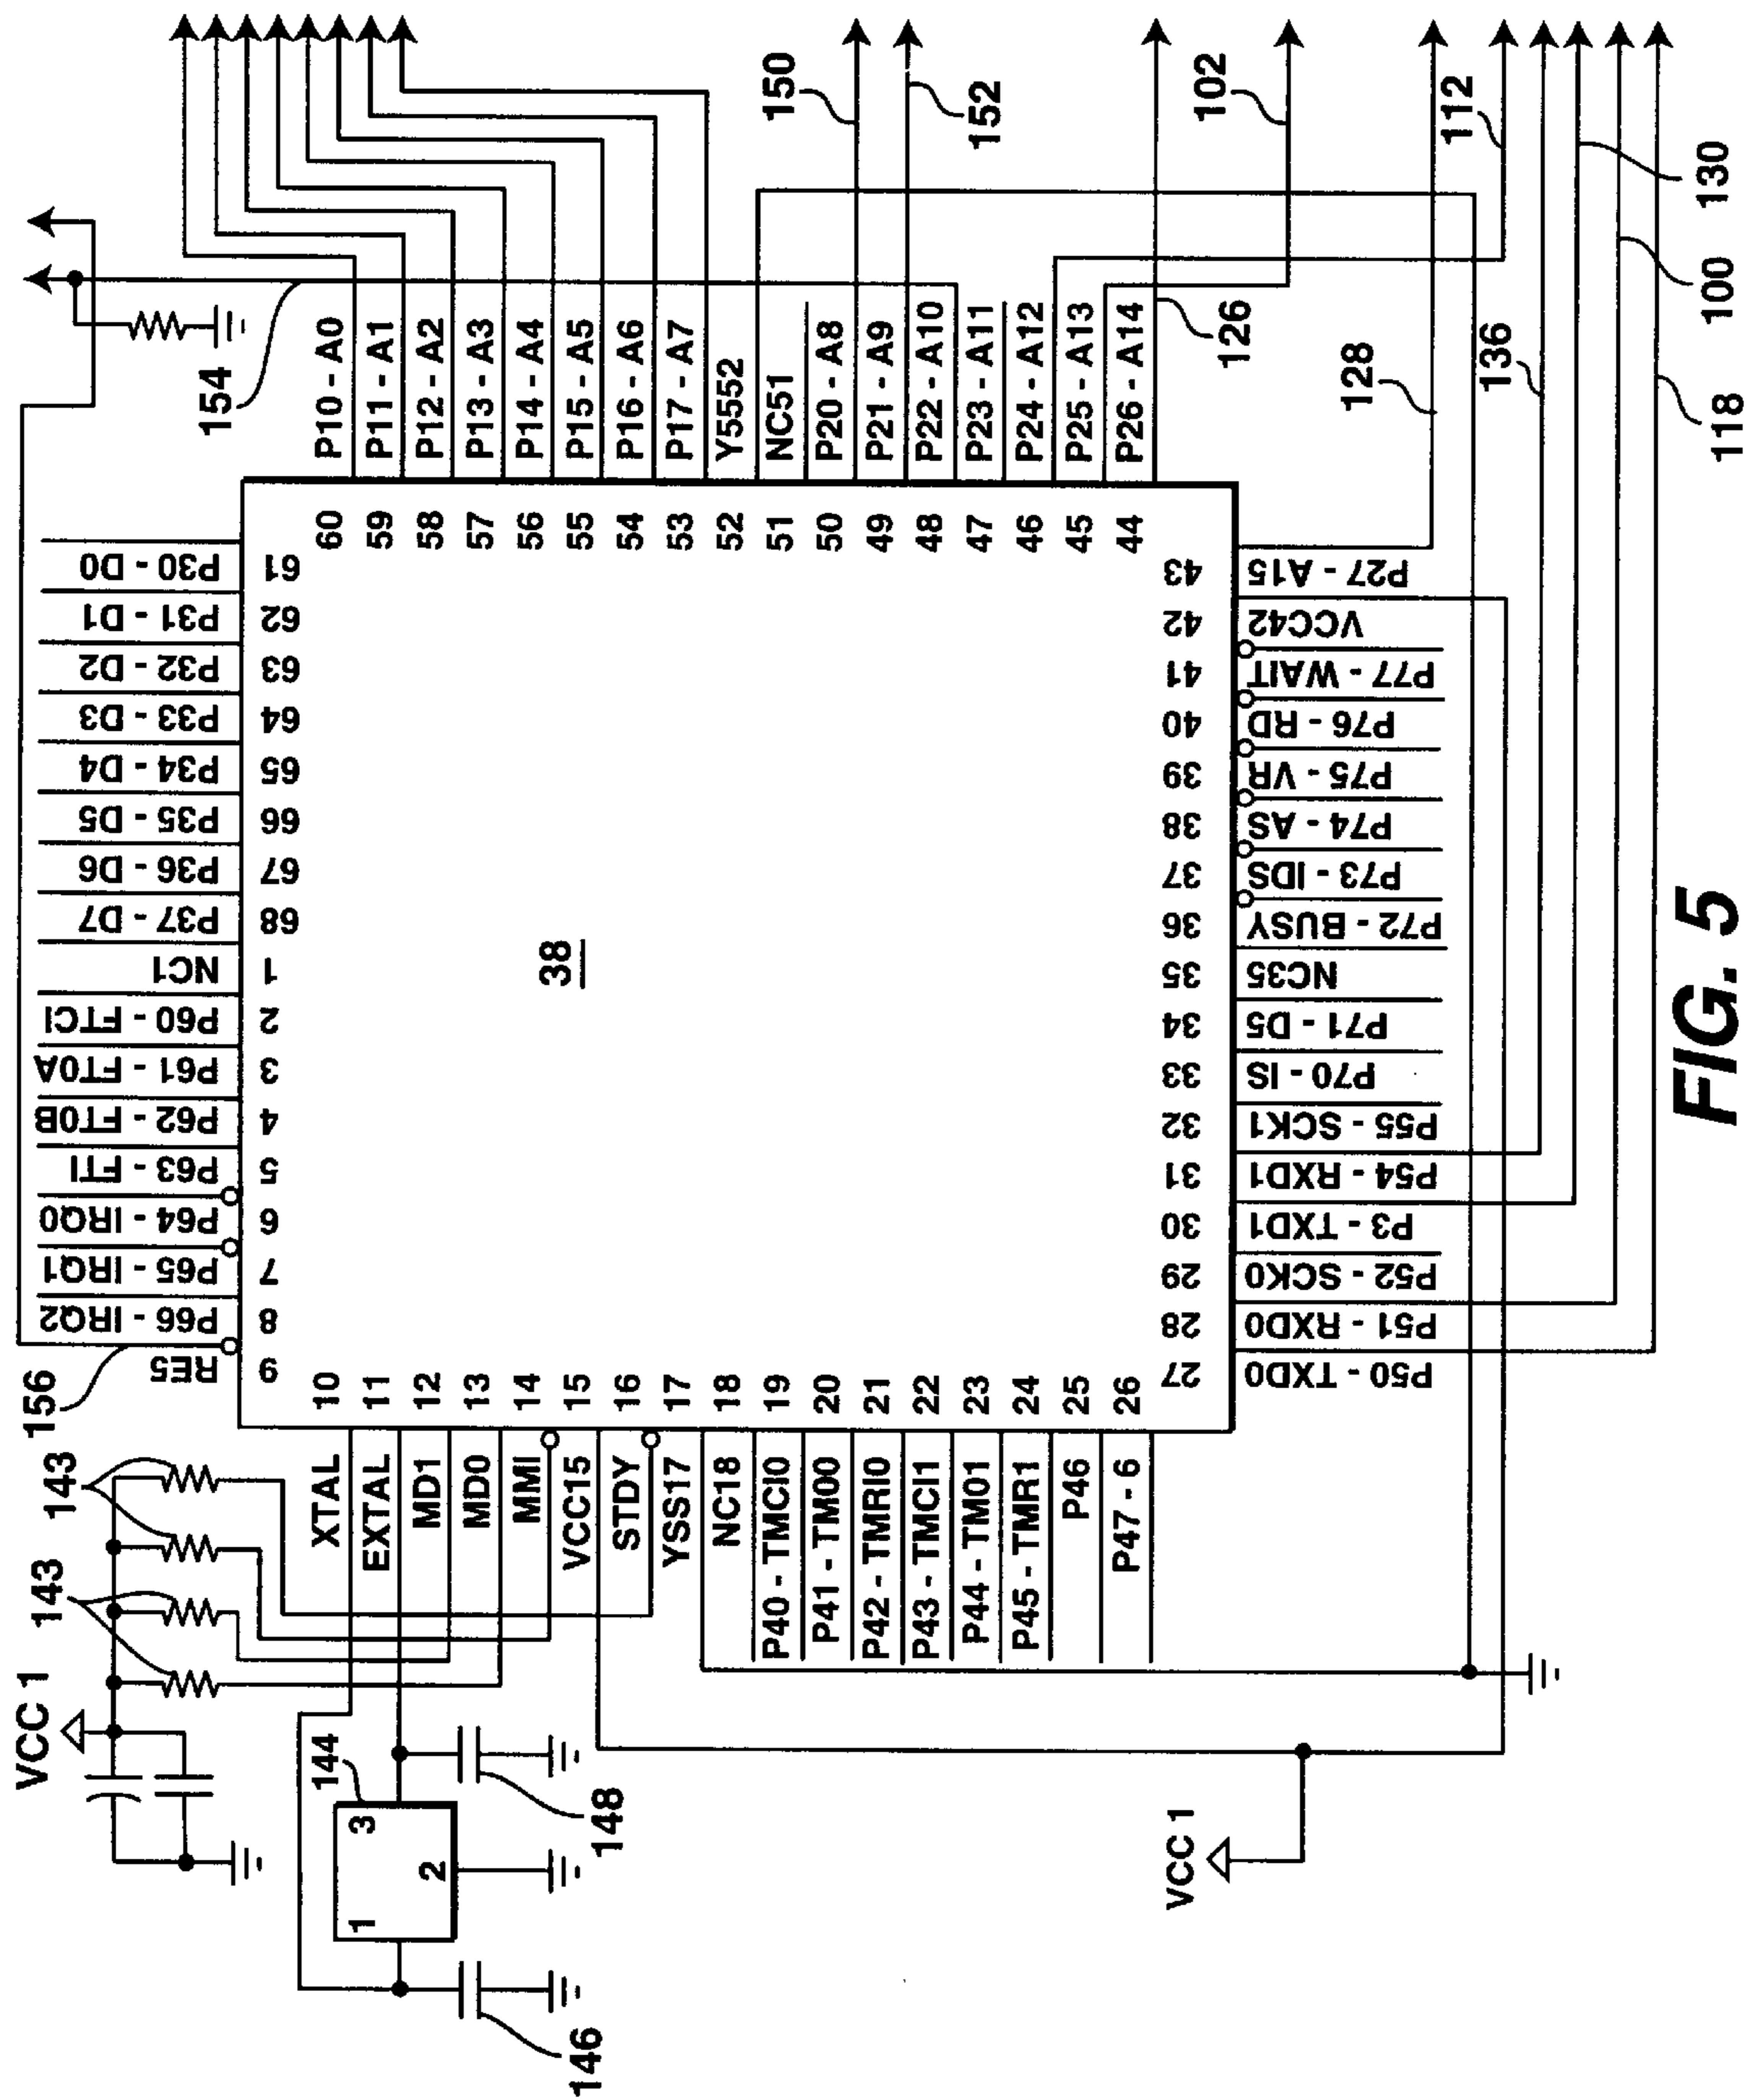 154
150
152
102
112
130
100
136
118
128
126
P10 - A0
P11 - A1
P12 - A2
P13 - A3
P14 - A4
P15 - A5
P16 - A6
P17 - A7
Y5552
NC51
P20 - A8
P21 - A9
P22 - A10
P23 - A11
P24 - A12
P25 - A13
P26 - A14
60
59
58
57
56
55
54
53
52
51
50
49
48
47
46
45
44
P30 - D0
P31 - D1
P32 - D2
P33 - D3
P34 - D4
P35 - D5
P36 - D6
P37 - D7
NC1
P60 - FTCI
P61 - FT0A
P62 - FT0B
P63 - FTI
P64 - IRQ0
P65 - IRQ1
P66 - IRQ2
RE5
61
62
63
64
65
66
67
68
1
2
3
4
5
6
7
8
9
38
43
42
41
40
39
38
37
36
35
34
33
32
31
30
29
28
27
P27 - A15
VCC42
P77 - WAIT
P76 - RD
P75 - VR
P74 - AS
P73 - IDS
P72 - BUSY
NC35
P71 - D5
P70 - IS
P55 - SCK1
P54 - RXD1
P3 - TXD1
P52 - SCK0
P51 - RXD0
P50 - TXD0
10
11
12
13
14
15
16
17
18
19
20
21
22
23
24
25
26
XTAL
EXTAL
MD1
MD0
MMI
VCC15
STDY
YSS17
NC18
P40 - TMCI0
P41 - TM00
P42 - TMRI0
P43 - TMCI1
P44 - TM01
P45 - TMR1
P46
P47 - 6
156
143
143
VCC 1
144
3
2
1
148
146
VCC 1
FIG. 5